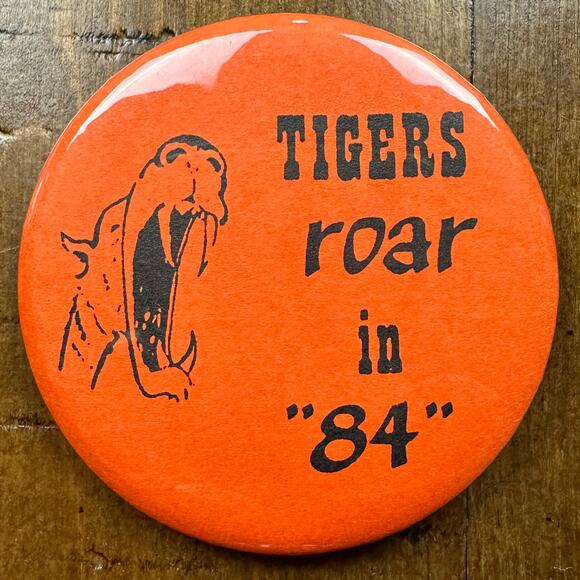 TIGERS
roar
in
"84"